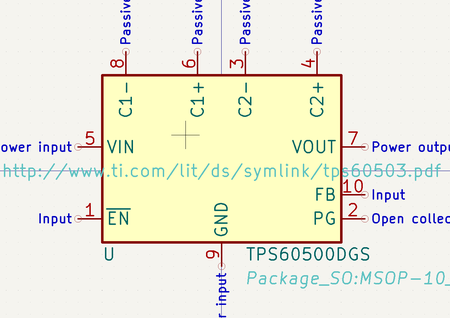 Passive Passive Passive Passive
8 6 3 4
C1- C1+ C2- C2+
ower input 5 VIN VOUT 7 Power outpu
http://www.ti.com/lit/ds/symlink/tps60503.pdf
FB 10 Input
Input 1 EN GND PG 2 Open collec
U 9 TPS60500DGS
r input Package_SO:MSOP-10_